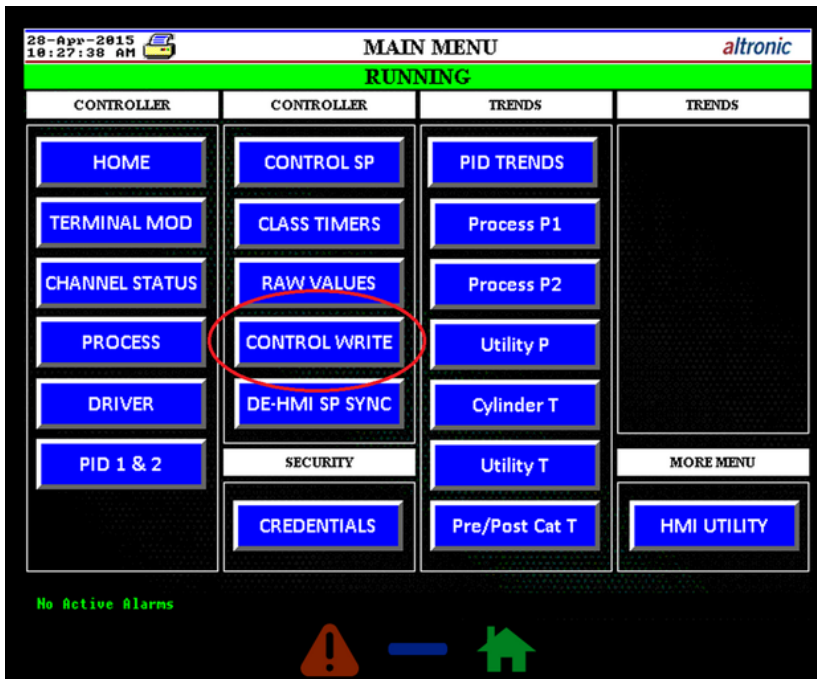 28-Apr-2015
10:27:38 AM
MAIN MENU
altronic
RUNNING
CONTROLLER
CONTROLLER
TRENDS
TRENDS
HOME
CONTROL SP
PID TRENDS
TERMINAL MOD
CLASS TIMERS
Process P1
CHANNEL STATUS
RAW VALUES
Process P2
PROCESS
CONTROL WRITE
Utility P
DRIVER
DE-HMI SP SYNC
Cylinder T
PID 1 & 2
SECURITY
Utility T
MORE MENU
CREDENTIALS
Pre/Post Cat T
HMI UTILITY
No Active Alarms